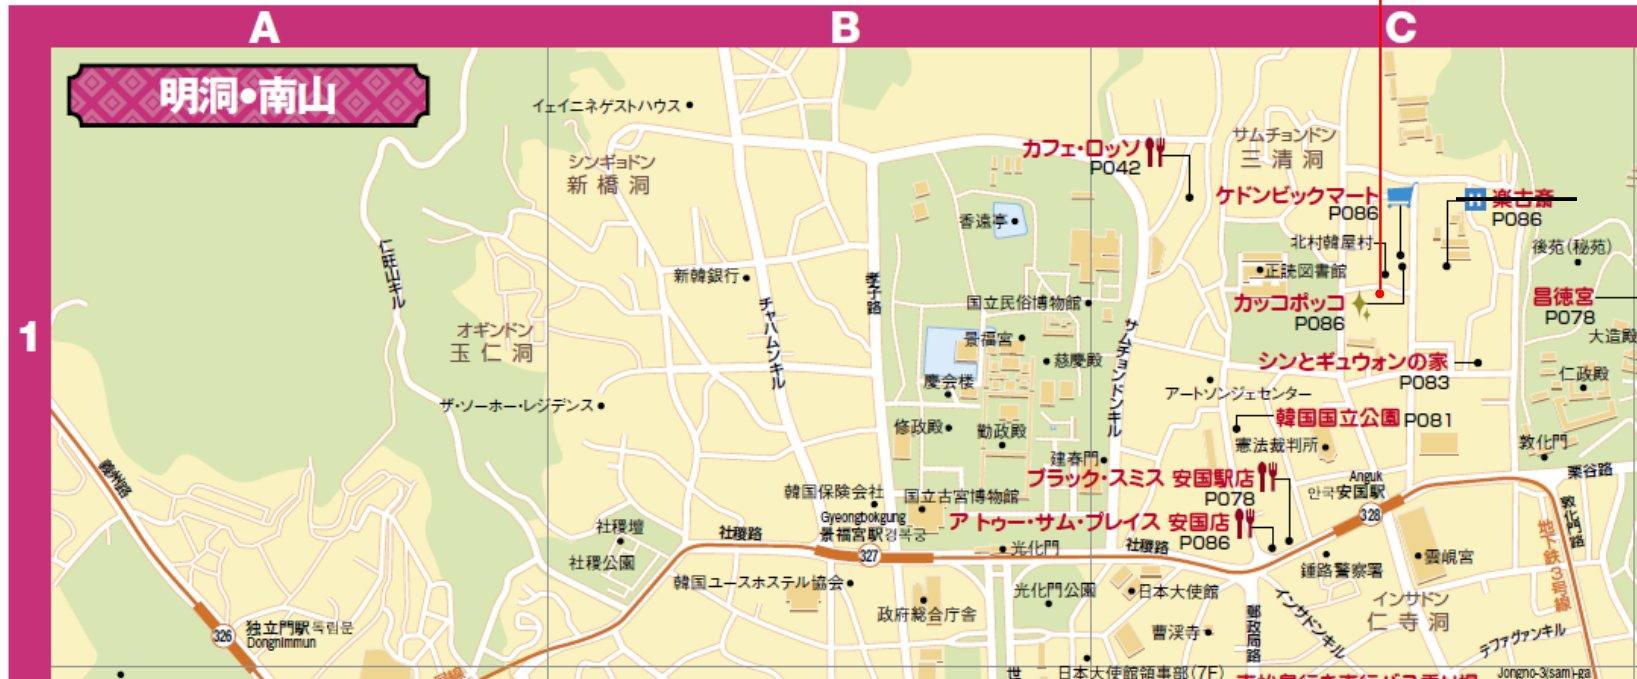 A
B
C
1
明洞•南山
イェイニネゲストハウス
シンギョドン
新橋洞
仁旺山キル
新韓銀行
チャハムンキル
孝子路
オギンドン
玉仁洞
ザ・ソーホー・レジデンス
義州路
社稷壇
社稷公園
社稷路
326
独立門駅독립문
Dongnimmun
韓国保険会社
Gyeongbokgung
景福宮駅경복궁
327
韓国ユースホステル協会
政府総合庁舎
カフェ・ロッソ
P042
香遠亭
国立民俗博物館
景福宮
慈慶殿
慶会楼
修政殿
勤政殿
建春門
国立古宮博物館
光化門
光化門公園
サムチョンドンキル
サムチョンドン
三清洞
ケドンビックマート
P086
楽古斎
P086
北村韓屋村
正読図書館
カッコポッコ
P086
後苑(秘苑)
昌徳宮
P078
大造殿
シンとギュウォンの家
P083
仁政殿
アートソンジェセンター
韓国国立公園 P081
憲法裁判所
敦化門
栗谷路
ブラック・スミス 安国駅店
P078
Anguk
안국安国駅
328
ア トゥー・サム・プレイス 安国店
P086
社稷路
敦化門路
地下鉄3号線
鍾路警察署
雲峴宮
日本大使館
曹渓寺
郵政局路
インサドンキル
インサドン
仁寺洞
テファグァンキル
日本大使館領事部(7F)
世
Jongno-3(sam)-ga